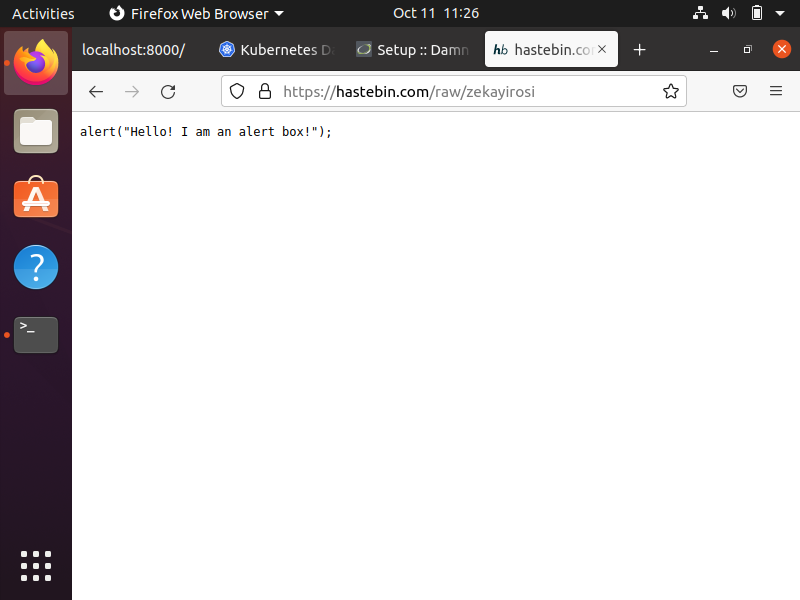 Activities
Firefox Web Browser
Oct 11 11:26
localhost:8000/
Kubernetes Da
Setup :: Damn
hb
hastebin.co
https://hastebin.com/raw/zekayirosi
alert("Hello! I am an alert box!");
A
?
>_